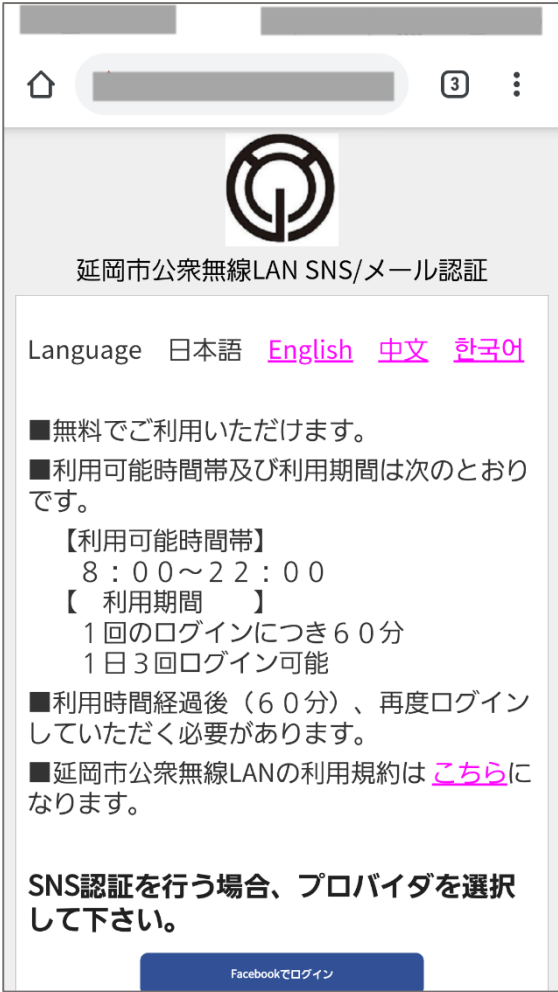 3
延岡市公衆無線LAN SNS/メール認証
Language 日本語 English 中文 한국어
■無料でご利用いただけます。
■利用可能時間帯及び利用期間は次のとおり
です。
【利用可能時間帯】
８：００～２２：００
【　利用期間　　】
１回のログインにつき６０分
１日３回ログイン可能
■利用時間経過後（６０分）、再度ログイン
していただく必要があります。
■延岡市公衆無線LANの利用規約は こちらに
なります。
SNS認証を行う場合、プロバイダを選択
して下さい。
Facebookでログイン